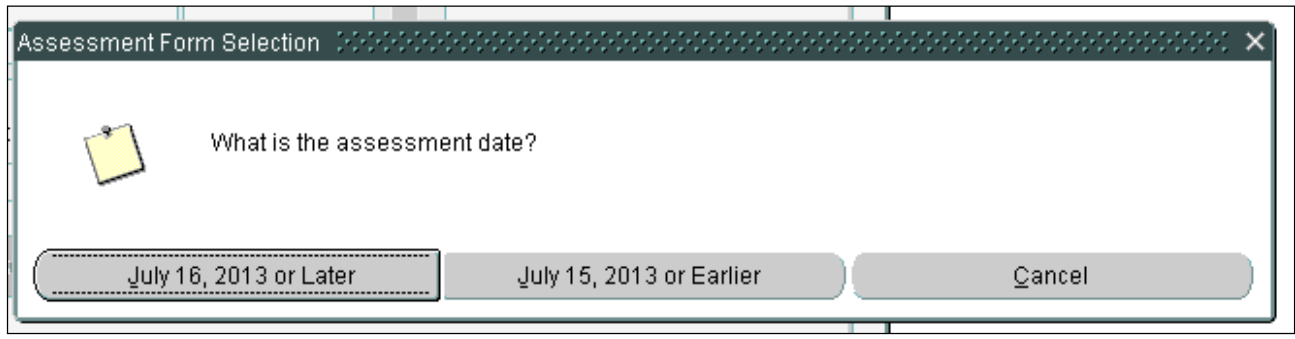 Assessment Form Selection
What is the assessment date?
July 16, 2013 or Later
July 15, 2013 or Earlier
Cancel